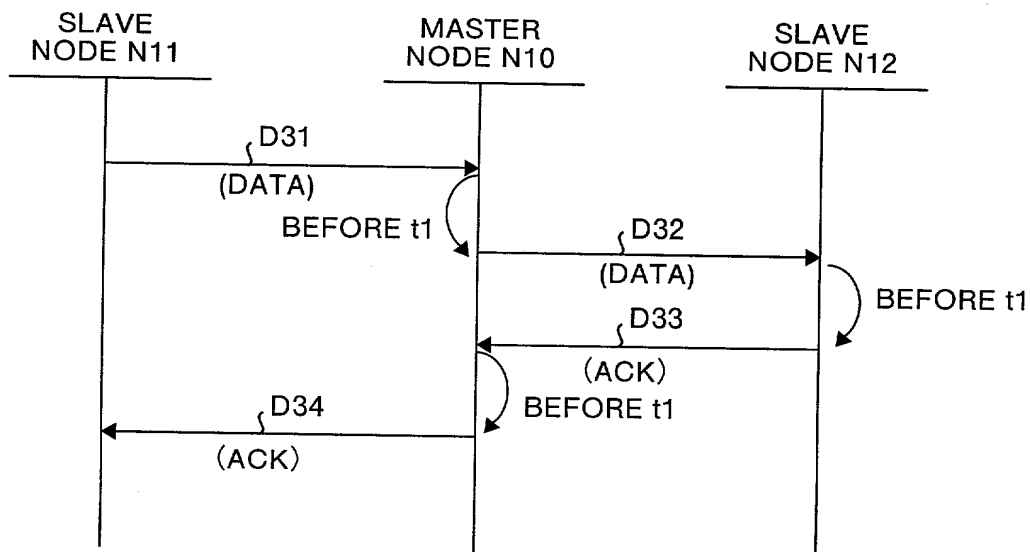 SLAVE
NODE N11
MASTER
NODE N10
SLAVE
NODE N12
D31
(DATA)
BEFORE t1
D32
(DATA)
BEFORE t1
D33
(ACK)
BEFORE t1
D34
(ACK)